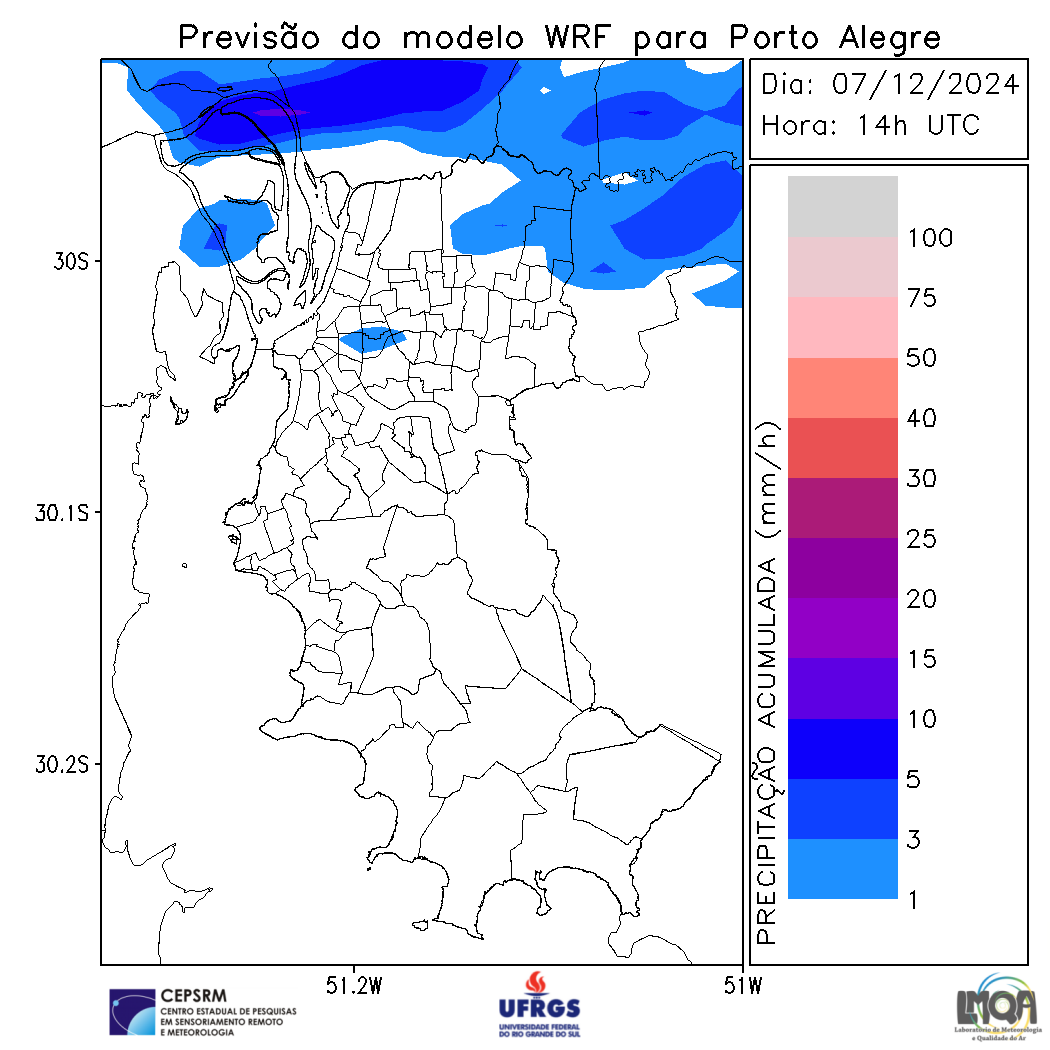 Previsão do modelo WRF para Porto Alegre
Dia: 07/12/2024
Hora: 14h UTC
30S
30.1S
30.2S
51.2W
51W
PRECIPITAÇÃO ACUMULADA (mm/h)
100
75
50
40
30
25
20
15
10
5
3
1
CEPSRM
CENTRO ESTADUAL DE PESQUISAS
EM SENSORIAMENTO REMOTO
E METEOROLOGIA
UFRGS
UNIVERSIDADE FEDERAL
DO RIO GRANDE DO SUL
LMQA
Laboratório de Meteorologia
e Qualidade do Ar